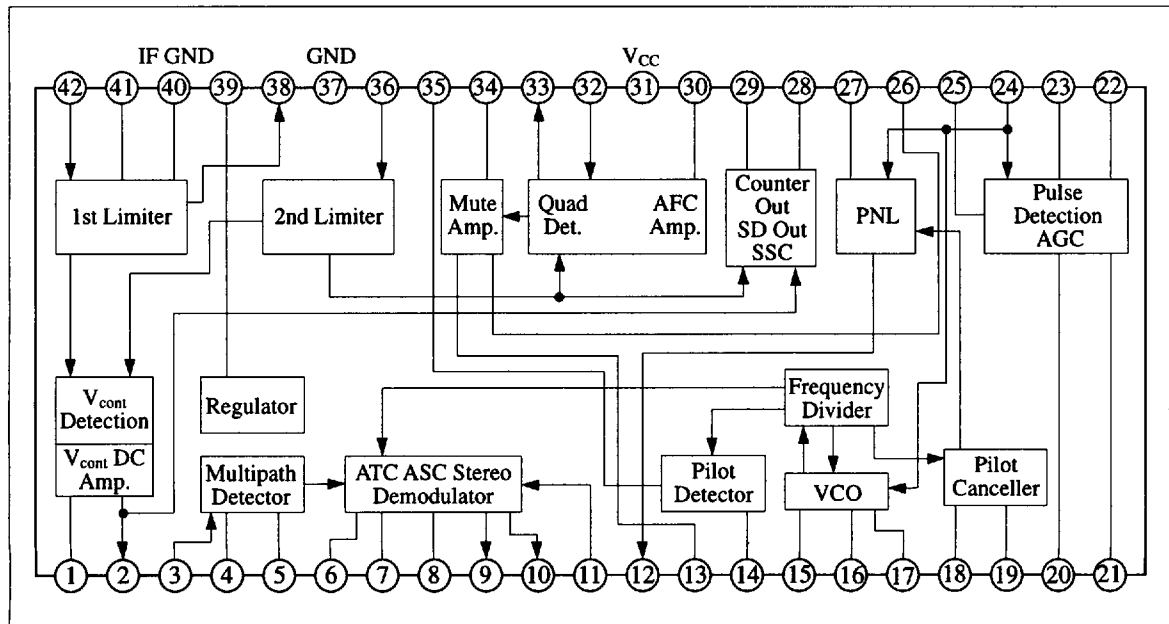 IF GND GND V_CC
42 41 40 39 38 37 36 35 34 33 32 31 30 29 28 27 26 25 24 23 22
1st Limiter
2nd Limiter
Mute
Amp.
Quad
Det.
AFC
Amp.
Counter
Out
SD Out
SSC
PNL
Pulse
Detection
AGC
V_cont
Detection
V_cont DC
Amp.
Regulator
Multipath
Detector
ATC ASC Stereo
Demodulator
Frequency
Divider
Pilot
Detector
VCO
Pilot
Canceller
1 2 3 4 5 6 7 8 9 10 11 12 13 14 15 16 17 18 19 20 21